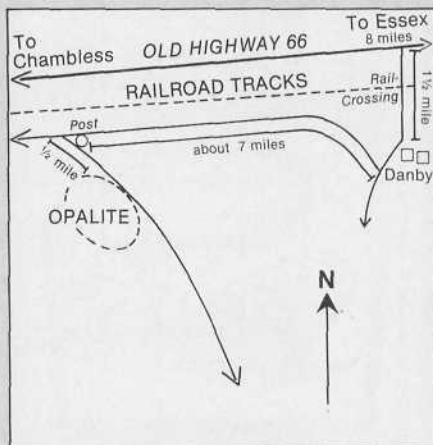 To
Chambless
OLD HIGHWAY 66
To Essex
8 miles
RAILROAD TRACKS
Rail-
Crossing
1½ mile
Post
½ mile
about 7 miles
Danby
OPALITE
N